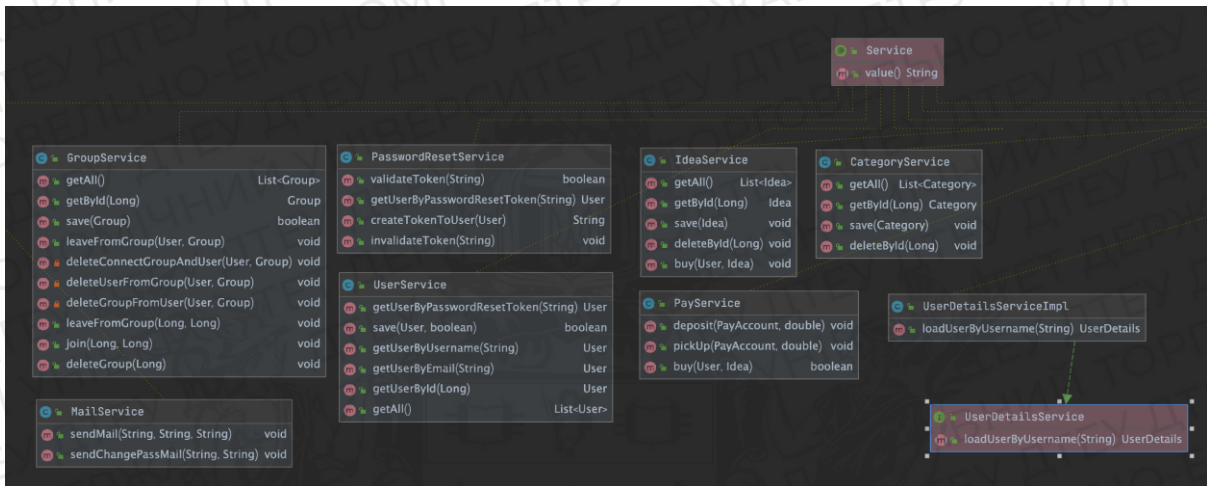 Service
value() String
GroupService
getAll() List<Group>
getById(Long) Group
save(Group) boolean
leaveFromGroup(User, Group) void
deleteConnectGroupAndUser(User, Group) void
deleteUserFromGroup(User, Group) void
deleteGroupFromUser(User, Group) void
leaveFromGroup(Long, Long) void
join(Long, Long) void
deleteGroup(Long) void
MailService
sendMail(String, String, String) void
sendChangePassMail(String, String) void
PasswordResetService
validateToken(String) boolean
getUserByPasswordResetToken(String) User
createTokenToUser(User) String
invalidateToken(String) void
UserService
getUserByPasswordResetToken(String) User
save(User, boolean) boolean
getUserByUsername(String) User
getUserByEmail(String) User
getUserById(Long) User
getAll() List<User>
IdeaService
getAll() List<Idea>
getById(Long) Idea
save(Idea) void
deleteById(Long) void
buy(User, Idea) void
PayService
deposit(PayAccount, double) void
pickUp(PayAccount, double) void
buy(User, Idea) boolean
CategoryService
getAll() List<Category>
getById(Long) Category
save(Category) void
deleteById(Long) void
UserDetailsServiceImpl
loadUserByUsername(String) UserDetails
UserDetailsService
loadUserByUsername(String) UserDetails